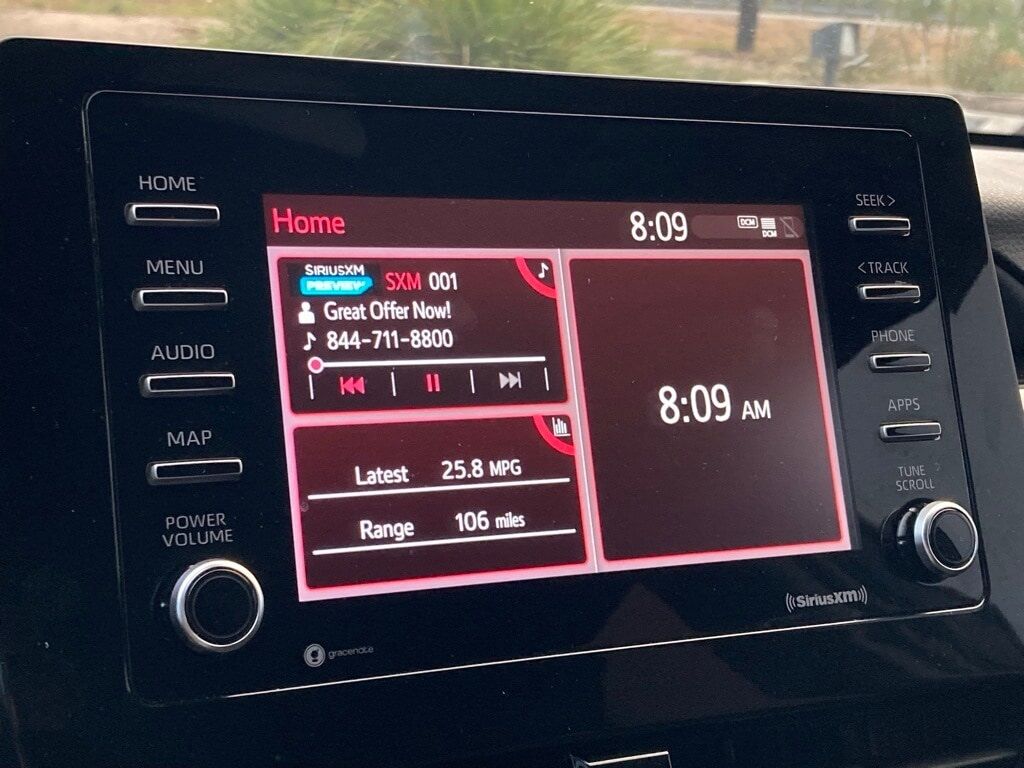 HOME
MENU
AUDIO
MAP
POWER
VOLUME
Home
8:09
DCM
DCM
SIRIUSXM
PREVIEW
SXM 001
Great Offer Now!
844-711-8800
Latest 25.8 MPG
Range 106 miles
8:09 AM
SEEK >
< TRACK
PHONE
APPS
TUNE
SCROLL
gracenote
((SiriusXM))